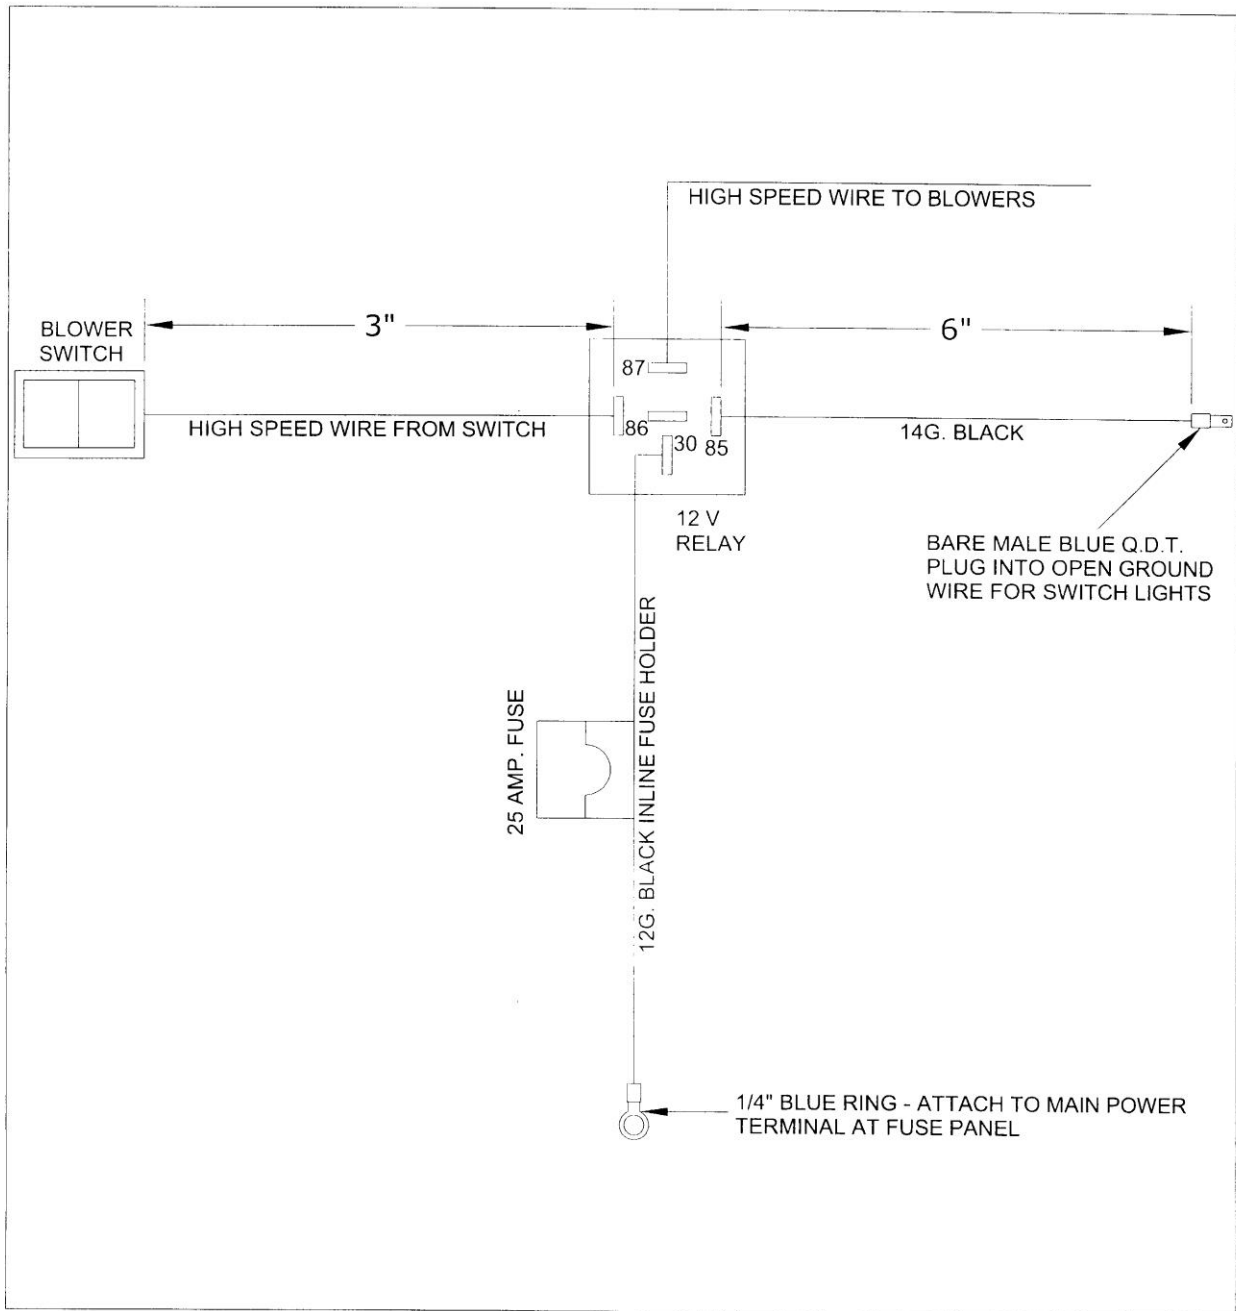 HIGH SPEED WIRE TO BLOWERS
3"
6"
BLOWER
SWITCH
87
HIGH SPEED WIRE FROM SWITCH
86
30
85
14G. BLACK
12 V
RELAY
BARE MALE BLUE Q.D.T.
PLUG INTO OPEN GROUND
WIRE FOR SWITCH LIGHTS
25 AMP. FUSE
12G. BLACK INLINE FUSE HOLDER
1/4" BLUE RING - ATTACH TO MAIN POWER
TERMINAL AT FUSE PANEL